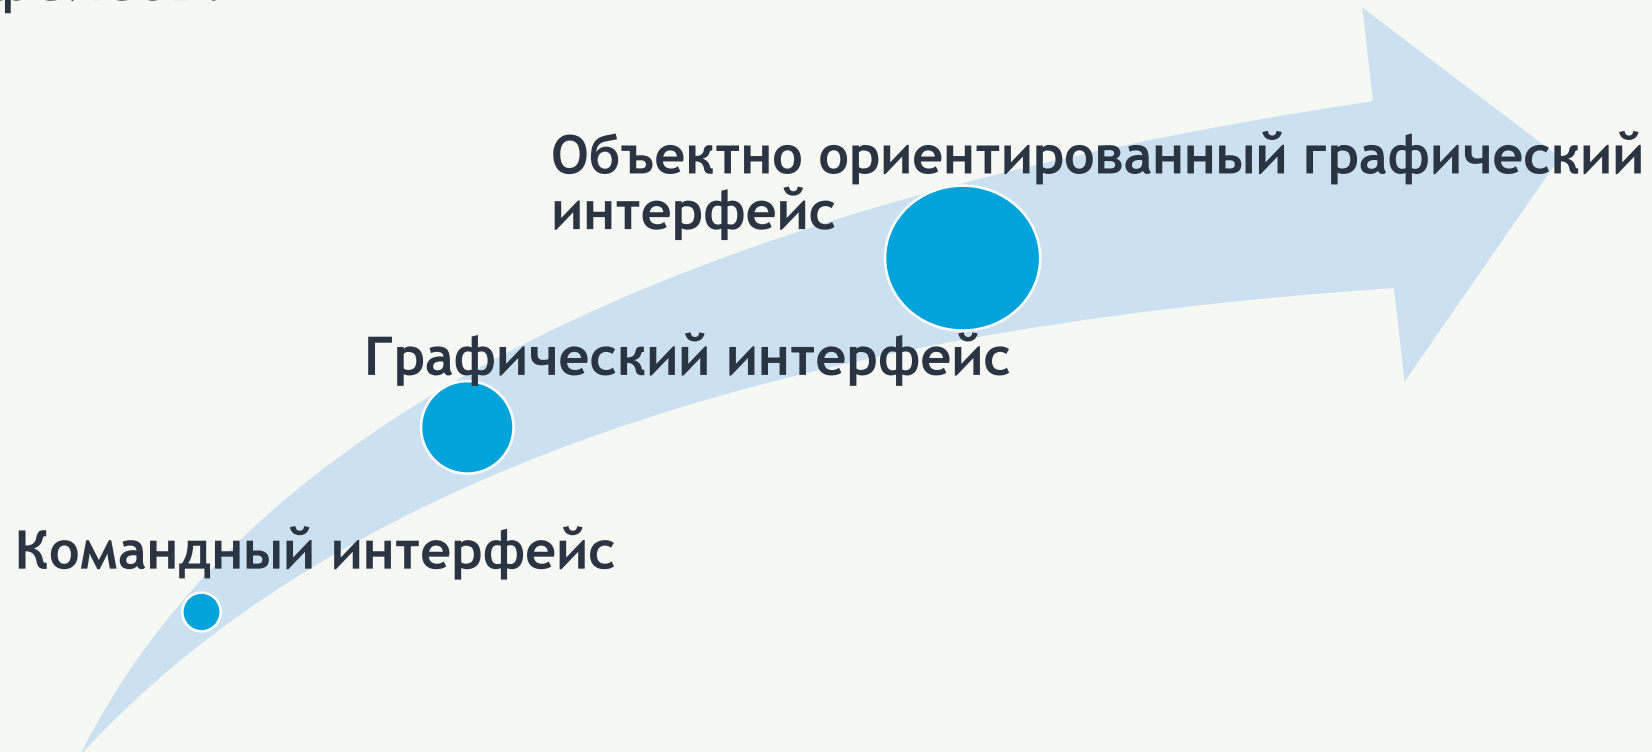 Объектно ориентированный графический
интерфейс
Графический интерфейс
Командный интерфейс